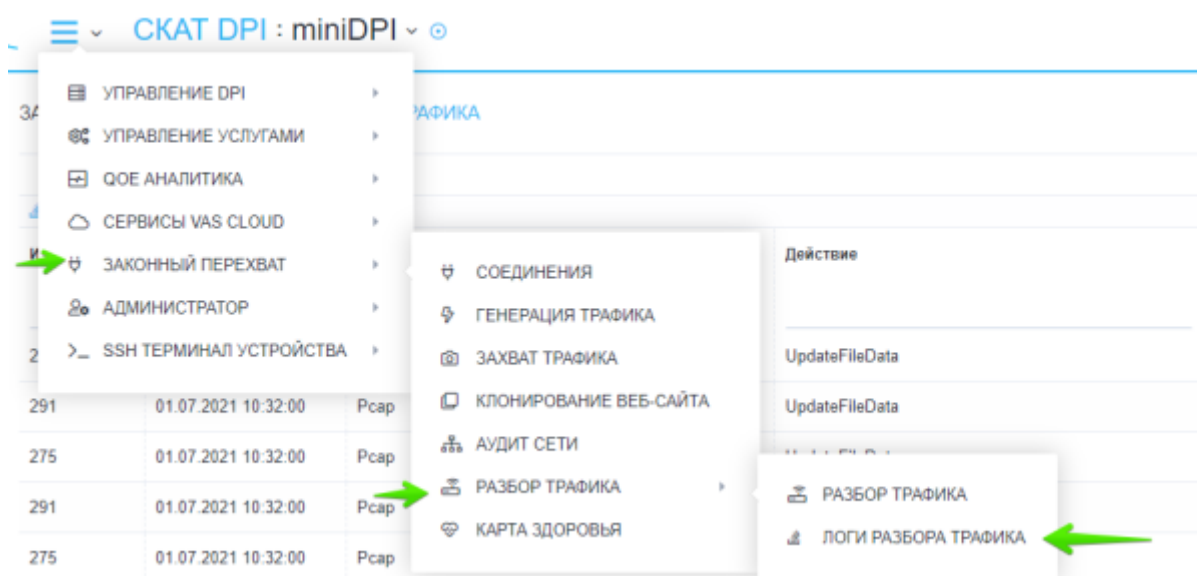 СКАТ DPI : miniDPI
УПРАВЛЕНИЕ DPI
УПРАВЛЕНИЕ УСЛУГАМИ
QOE АНАЛИТИКА
СЕРВИСЫ VAS CLOUD
ЗАКОННЫЙ ПЕРЕХВАТ
АДМИНИСТРАТОР
SSH ТЕРМИНАЛ УСТРОЙСТВА
СОЕДИНЕНИЯ
ГЕНЕРАЦИЯ ТРАФИКА
ЗАХВАТ ТРАФИКА
КЛОНИРОВАНИЕ ВЕБ-САЙТА
АУДИТ СЕТИ
РАЗБОР ТРАФИКА
КАРТА ЗДОРОВЬЯ
РАЗБОР ТРАФИКА
ЛОГИ РАЗБОРА ТРАФИКА
Действие
UpdateFileData
291 01.07.2021 10:32:00 Pcap UpdateFileData
275 01.07.2021 10:32:00 Pcap
291 01.07.2021 10:32:00 Pcap
275 01.07.2021 10:32:00 Pcap